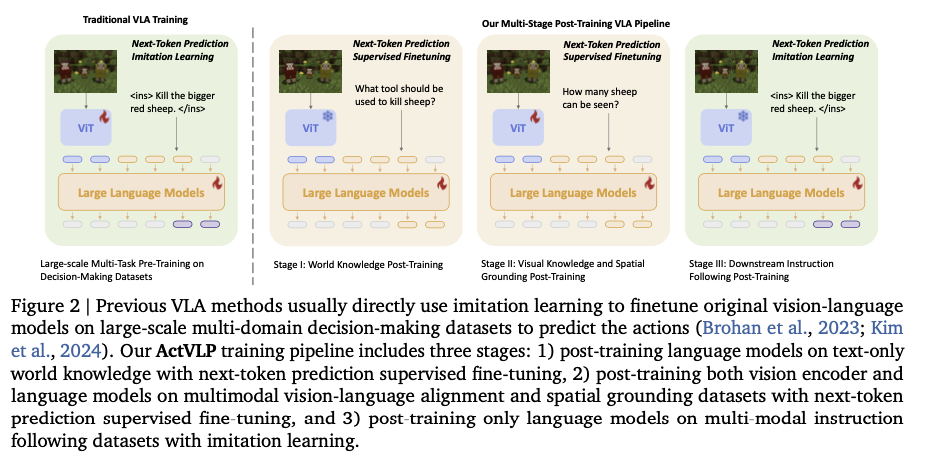 Traditional VLA Training
Our Multi-Stage Post-Training VLA Pipeline
Next-Token Prediction
Imitation Learning
<ins> Kill the bigger
red sheep. </ins>
ViT
Large Language Models
Large-scale Multi-Task Pre-Training on
Decision-Making Datasets
Next-Token Prediction
Supervised Finetuning
What tool should be
used to kill sheep?
ViT
Large Language Models
Stage I: World Knowledge Post-Training
Next-Token Prediction
Supervised Finetuning
How many sheep
can be seen?
ViT
Large Language Models
Stage II: Visual Knowledge and Spatial
Grounding Post-Training
Next-Token Prediction
Imitation Learning
<ins> Kill the bigger
red sheep. </ins>
ViT
Large Language Models
Stage III: Downstream Instruction
Following Post-Training
Figure 2 | Previous VLA methods usually directly use imitation learning to finetune original vision-language
models on large-scale multi-domain decision-making datasets to predict the actions (Brohan et al., 2023; Kim
et al., 2024). Our ActVLP training pipeline includes three stages: 1) post-training language models on text-only
world knowledge with next-token prediction supervised fine-tuning, 2) post-training both vision encoder and
language models on multimodal vision-language alignment and spatial grounding datasets with next-token
prediction supervised fine-tuning, and 3) post-training only language models on multi-modal instruction
following datasets with imitation learning.